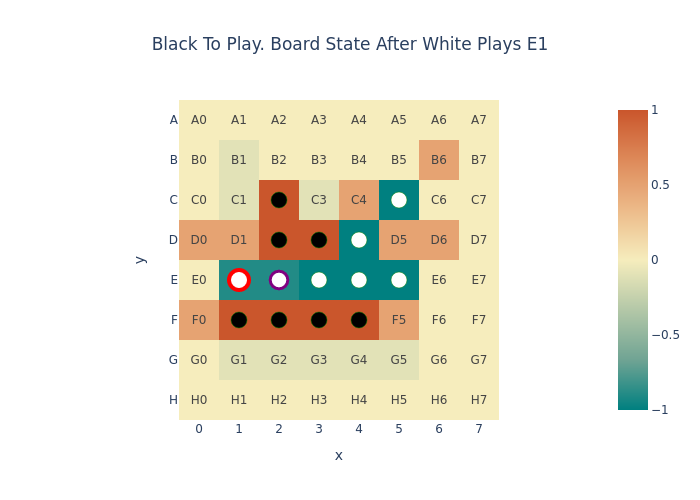 Black To Play. Board State After White Plays E1
A A0 A1 A2 A3 A4 A5 A6 A7
B B0 B1 B2 B3 B4 B5 B6 B7
C C0 C1 C3 C4 C6 C7
D D0 D1 D5 D6 D7
E E0 E6 E7
F F0 F5 F6 F7
G G0 G1 G2 G3 G4 G5 G6 G7
H H0 H1 H2 H3 H4 H5 H6 H7
0 1 2 3 4 5 6 7
x
y
1
0.5
0
−0.5
−1